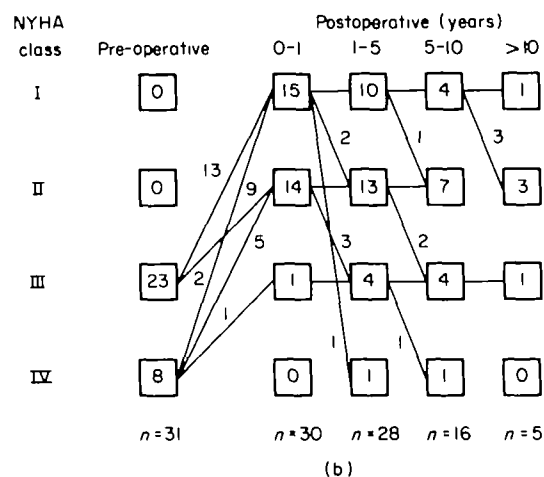 NYHA Postoperative (years)
class Pre-operative 0-1 1-5 5-10 >10
I 0 15 10 4 1
2 1 3
13
II 0 14 13 7 3
9
5 3 2
2
III 23 1 4 4 1
1
1 1
IV 8 0 1 1 0
n=31 n=30 n=28 n=16 n=5
(b)